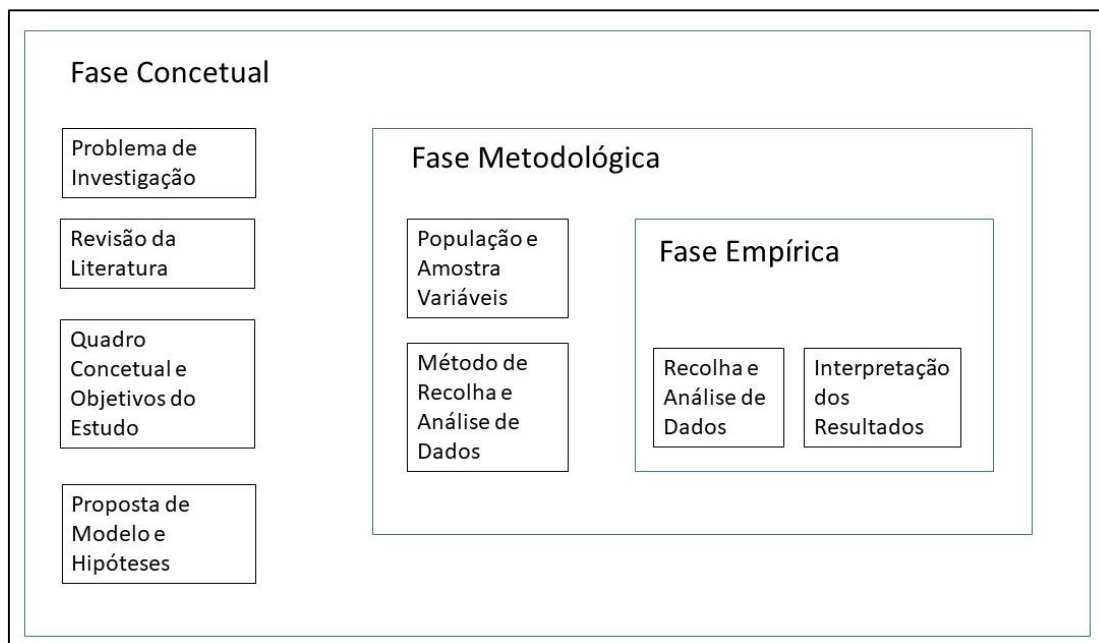 Fase Concetual
Problema de
Investigação
Revisão da
Literatura
Quadro
Concetual e
Objetivos do
Estudo
Proposta de
Modelo e
Hipóteses
Fase Metodológica
População e
Amostra
Variáveis
Método de
Recolha e
Análise de
Dados
Fase Empírica
Recolha e
Análise de
Dados
Interpretação
dos
Resultados